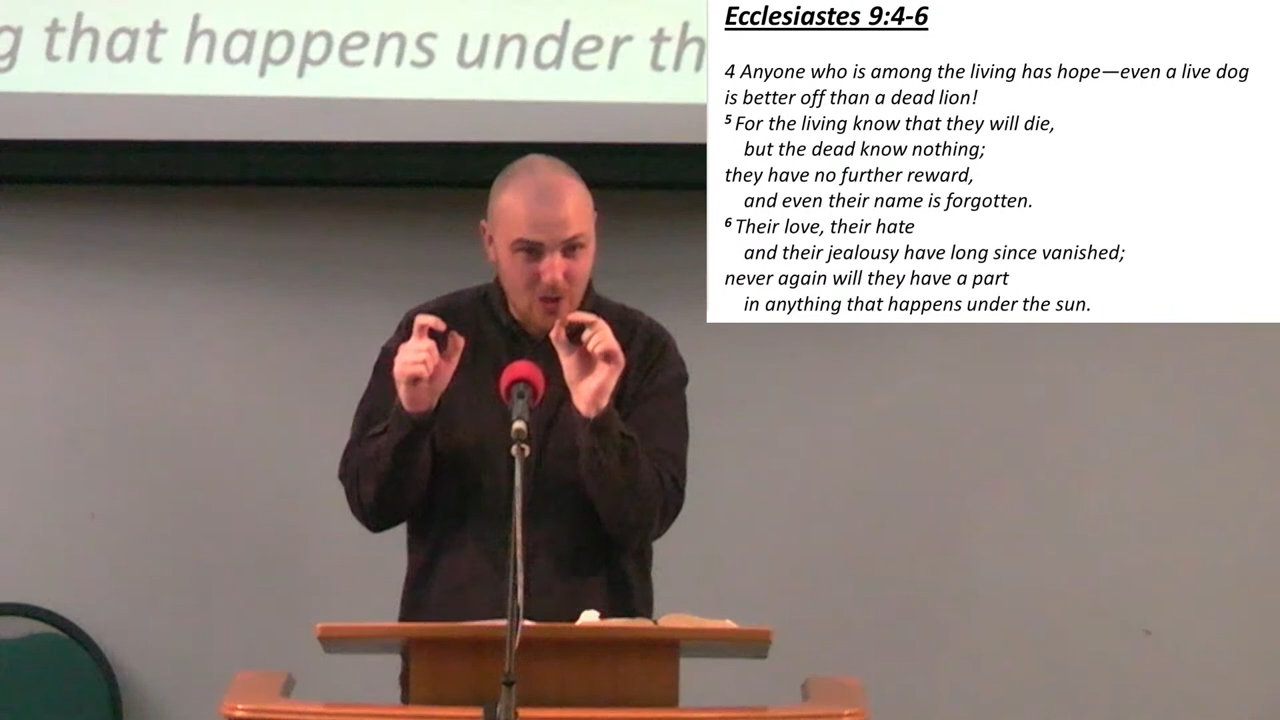 g that happens under th
Ecclesiastes 9:4-6
4 Anyone who is among the living has hope—even a live dog
is better off than a dead lion!
5 For the living know that they will die,
but the dead know nothing;
they have no further reward,
and even their name is forgotten.
6 Their love, their hate
and their jealousy have long since vanished;
never again will they have a part
in anything that happens under the sun.